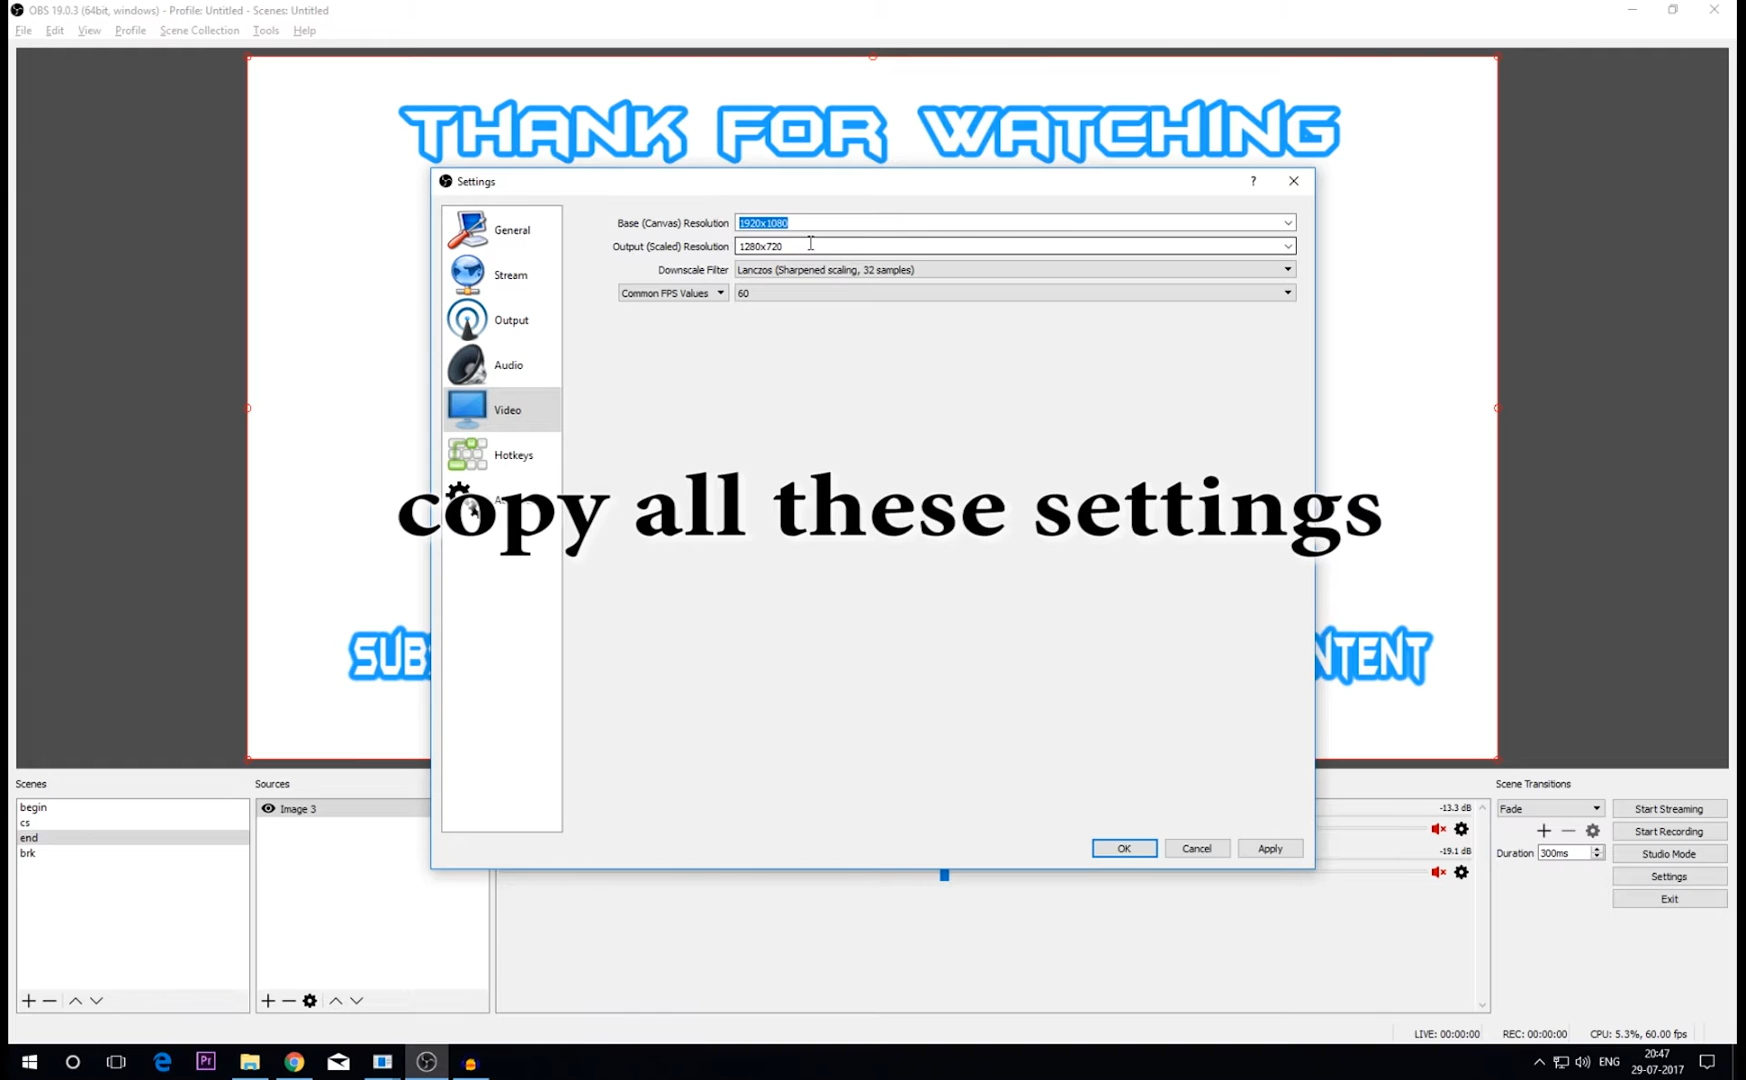 OBS 19.0.3 (64bit, windows) - Profile: Untitled - Scenes: Untitled
File Edit View Profile Scene Collection Tools Help
THANK FOR WATCHING
Settings
?
General
Stream
Output
Audio
Video
Hotkeys
Base (Canvas) Resolution 1920x1080
Output (Scaled) Resolution 1280x720
Downscale Filter Lanczos (Sharpened scaling, 32 samples)
Common FPS Values 60
copy all these settings
OK Cancel Apply
Scenes
begin
cs
end
brk
Sources
Image 3
-13.3 dB
-19.1 dB
Scene Transitions
Fade
Duration 300ms
Start Streaming
Start Recording
Studio Mode
Settings
Exit
LIVE: 00:00:00 REC: 00:00:00 CPU: 5.3%, 60.00 fps
Pr
ENG
20:47
29-07-2017